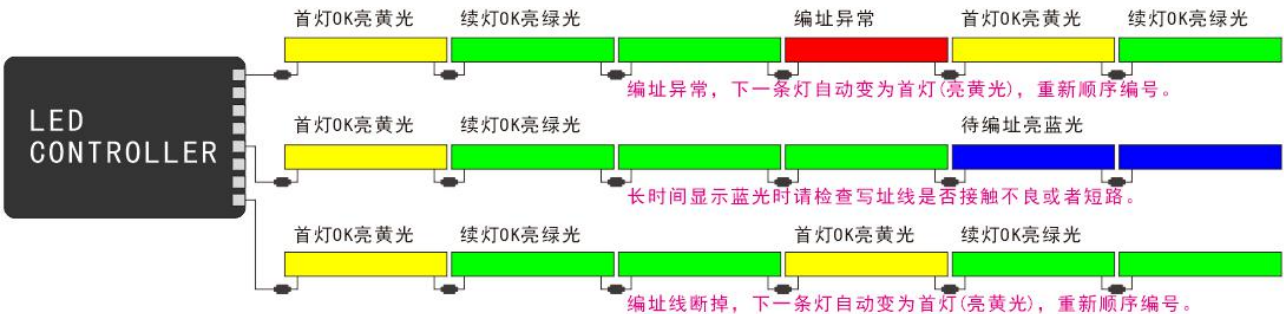 首灯OK亮黄光 续灯OK亮绿光 编址异常 首灯OK亮黄光 续灯OK亮绿光
编址异常，下一条灯自动变为首灯(亮黄光)，重新顺序编号。
LED
CONTROLLER
首灯OK亮黄光 续灯OK亮绿光 待编址亮蓝光
长时间显示蓝光时请检查写址线是否接触不良或者短路。
首灯OK亮黄光 续灯OK亮绿光 首灯OK亮黄光 续灯OK亮绿光
编址线断掉，下一条灯自动变为首灯(亮黄光)，重新顺序编号。